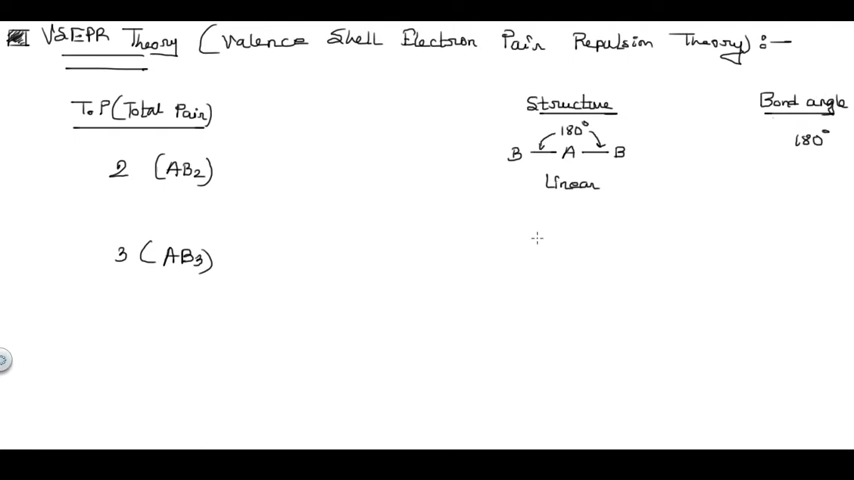 VSEPR Theory (Valence Shell Electron Pair Repulsion Theory) :—
T.P (Total Pair) Structure Bond angle
180° 180°
B — A — B
2 (AB2)
Linear
3 (AB3)